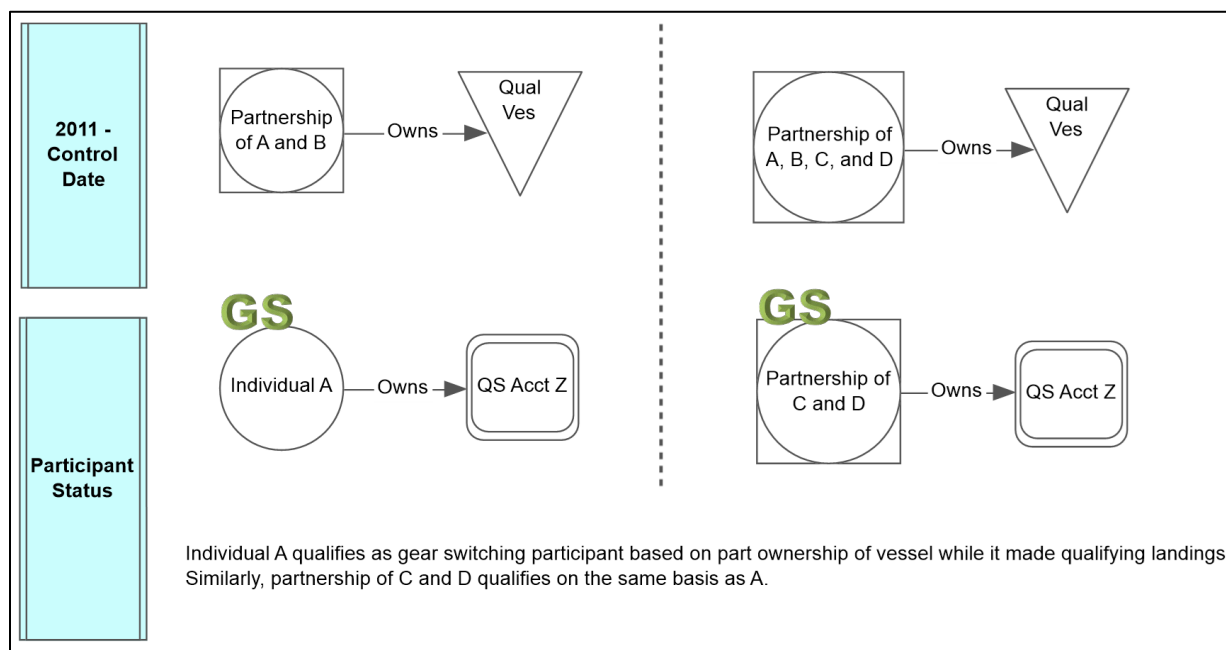 2011 -
Control
Date
Partnership
of A and B
Owns
Qual
Ves
Partnership of
A, B, C, and D
Owns
Qual
Ves
Participant
Status
GS
Individual A
Owns
QS Acct Z
GS
Partnership of
C and D
Owns
QS Acct Z
Individual A qualifies as gear switching participant based on part ownership of vessel while it made qualifying landings
Similarly, partnership of C and D qualifies on the same basis as A.